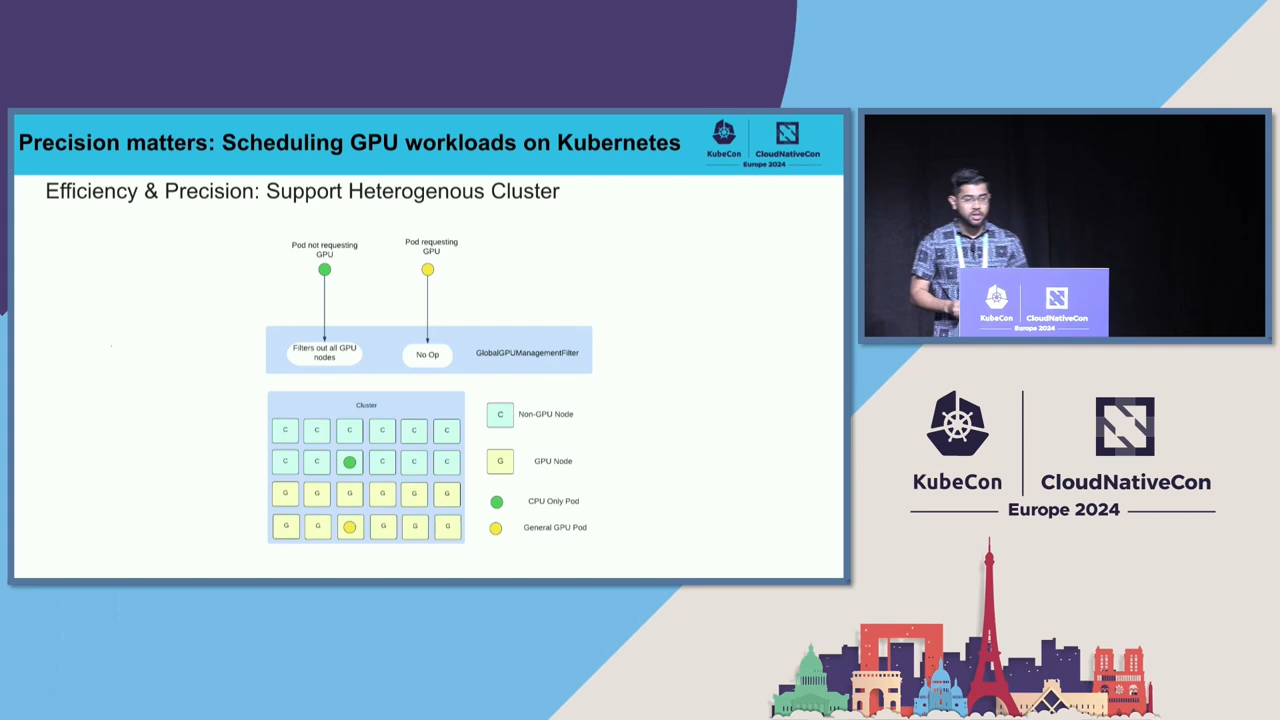 Precision matters: Scheduling GPU workloads on Kubernetes
KubeCon
CloudNativeCon
Europe 2024
Efficiency & Precision: Support Heterogenous Cluster
Pod not requesting
GPU
Pod requesting
GPU
Filters out all GPU
nodes
No Op
GlobalGPUManagementFilter
Cluster
C C C C C C
C C C C C
G G G G G G
G G G G G
C Non-GPU Node
G GPU Node
CPU Only Pod
General GPU Pod
KubeCon
CloudNativeCon
Europe 2024
KubeCon
CloudNativeCon
Europe 2024